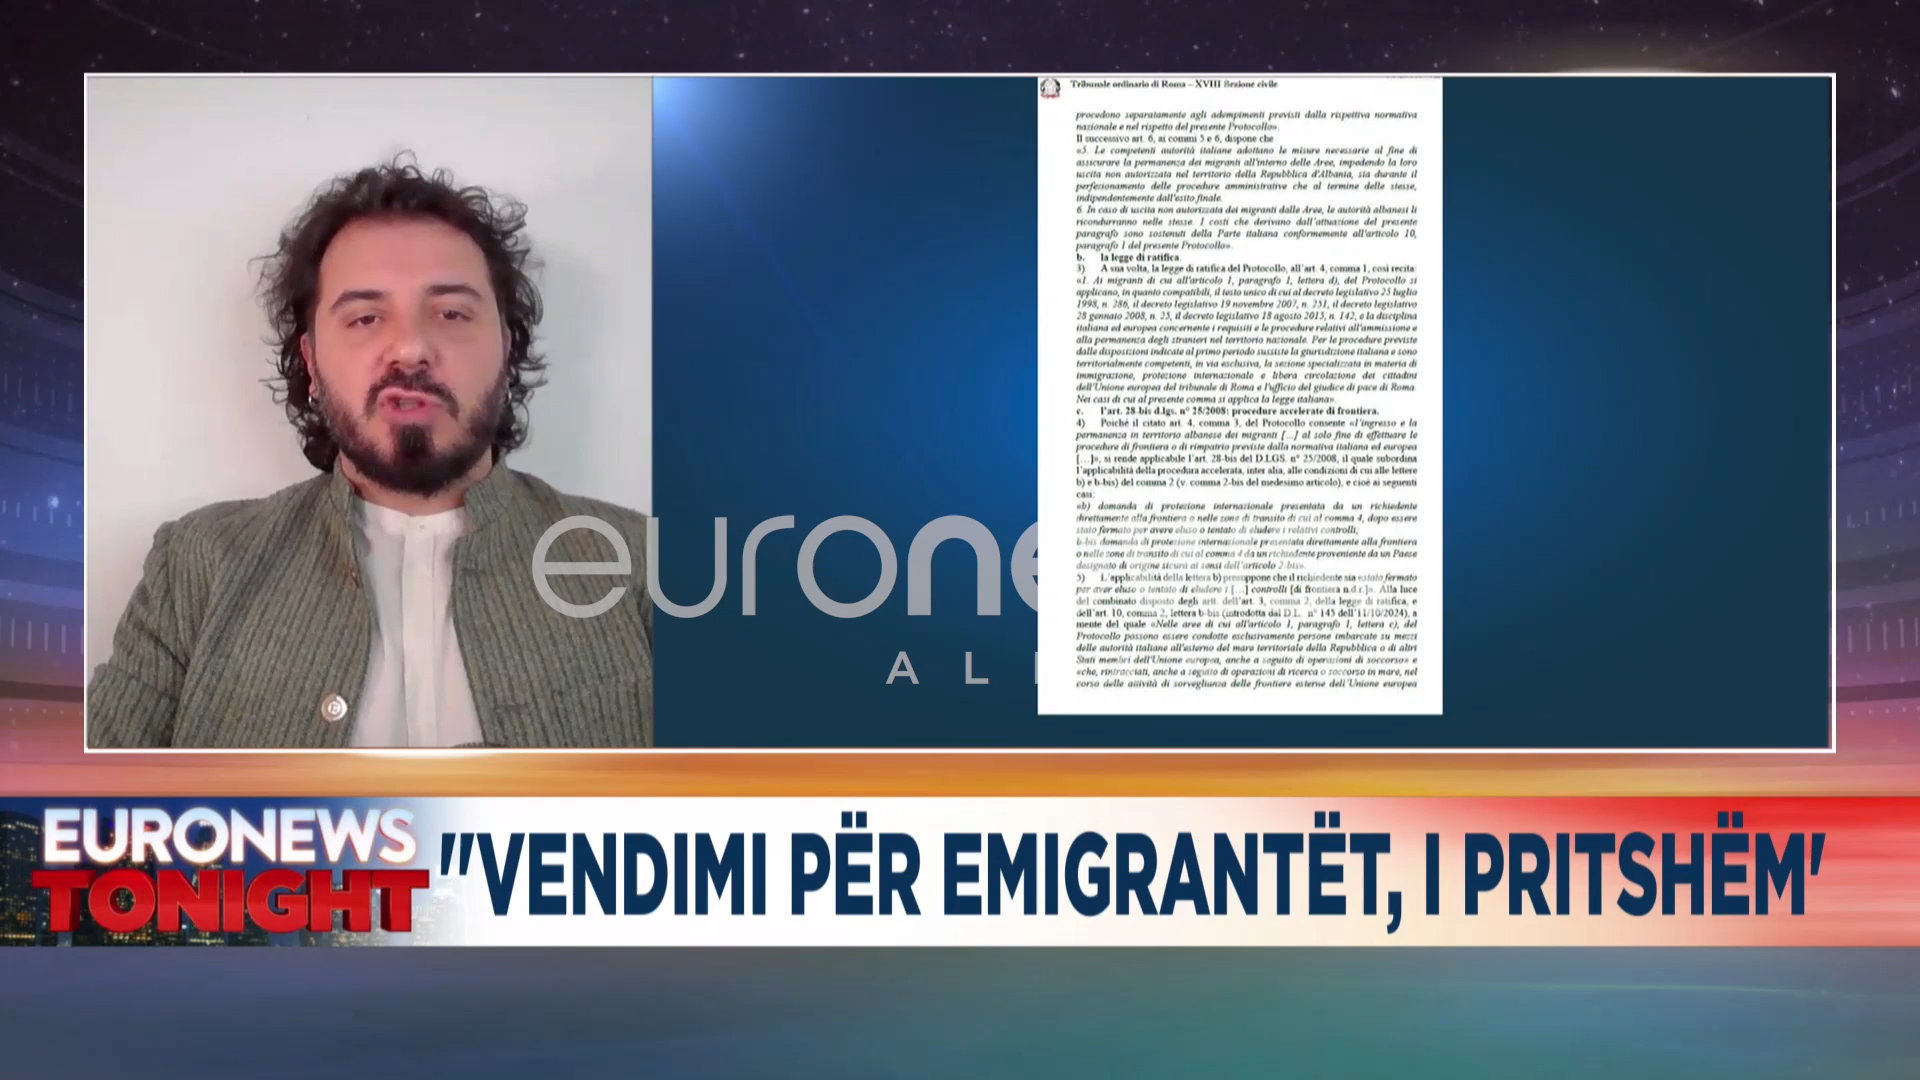 Tribunale ordinario di Roma – XVIII Sezione civile
procedono separatamente agli adempimenti previsti dalla rispettiva normativa
nazionale e nel rispetto del presente Protocollo».
Il successivo art. 6, ai commi 5 e 6, dispone che
«5. Le competenti autorità italiane adottano le misure necessarie al fine di
assicurare la permanenza dei migranti all'interno delle Aree, impedendo la loro
uscita non autorizzata nel territorio della Repubblica d'Albania, sia durante il
perfezionamento delle procedure amministrative che al termine delle stesse,
indipendentemente dall'esito finale.
6. In caso di uscita non autorizzata dei migranti dalle Aree, le autorità albanesi li
ricondurranno nelle stesse. I costi che derivano dall'attuazione del presente
paragrafo sono sostenuti della Parte italiana conformemente all'articolo 10,
paragrafo 1 del presente Protocollo».
b. la legge di ratifica.
3) A sua volta, la legge di ratifica del Protocollo, all'art. 4, comma 1, così recita:
«1. Ai migranti di cui all'articolo 1, paragrafo 1, lettera d), del Protocollo si
applicano, in quanto compatibili, il testo unico di cui al decreto legislativo 25 luglio
1998, n. 286, il decreto legislativo 19 novembre 2007, n. 251, il decreto legislativo
28 gennaio 2008, n. 25, il decreto legislativo 18 agosto 2015, n. 142, e la disciplina
italiana ed europea concernente i requisiti e le procedure relativi all'ammissione e
alla permanenza degli stranieri nel territorio nazionale. Per le procedure previste
dalle disposizioni indicate al primo periodo sussiste la giurisdizione italiana e sono
territorialmente competenti, in via esclusiva, la sezione specializzata in materia di
immigrazione, protezione internazionale e libera circolazione dei cittadini
dell'Unione europea del tribunale di Roma e l'ufficio del giudice di pace di Roma.
Nei casi di cui al presente comma si applica la legge italiana».
c. l'art. 28-bis d.lgs. n° 25/2008: procedure accelerate di frontiera.
4) Poiché il citato art. 4, comma 3, del Protocollo consente «l'ingresso e la
permanenza in territorio albanese dei migranti [...] al solo fine di effettuare le
procedure di frontiera o di rimpatrio previste dalla normativa italiana ed europea
[...]», si rende applicabile l'art. 28-bis del D.LGS. n° 25/2008, il quale subordina
l'applicabilità della procedura accelerata, inter alia, alle condizioni di cui alle lettere
b) e b-bis) del comma 2 (v. comma 2-bis del medesimo articolo), e cioè ai seguenti
casi:
«b) domanda di protezione internazionale presentata da un richiedente
direttamente alla frontiera o nelle zone di transito di cui al comma 4, dopo essere
stato fermato per avere eluso o tentato di eludere i relativi controlli;
b-bis domanda di protezione internazionale presentata direttamente alla frontiera
o nelle zone di transito di cui al comma 4 da un richiedente proveniente da un Paese
designato di origine sicura ai sensi dell'articolo 2-bis».
5) L'applicabilità della lettera b) presuppone che il richiedente sia «stato fermato
per aver eluso o tentato di eludere i [...] controlli [di frontiera n.d.r.]». Alla luce
del combinato disposto degli artt. dell'art. 3, comma 2, della legge di ratifica, e
dell'art. 10, comma 2, lettera b-bis (introdotta dal D.L. n° 145 dell'11/10/2024), a
mente del quale «Nelle aree di cui all'articolo 1, paragrafo 1, lettera c), del
Protocollo possono essere condotte esclusivamente persone imbarcate su mezzi
delle autorità italiane all'esterno del mare territoriale della Repubblica o di altri
Stati membri dell'Unione europea, anche a seguito di operazioni di soccorso» e
«che, rintracciati, anche a seguito di operazioni di ricerca o soccorso in mare, nel
corso delle attività di sorveglianza delle frontiere esterne dell'Unione europea
eurone
AL
EURONEWS
TONIGHT
"VENDIMI PËR EMIGRANTËT, I PRITSHËM'